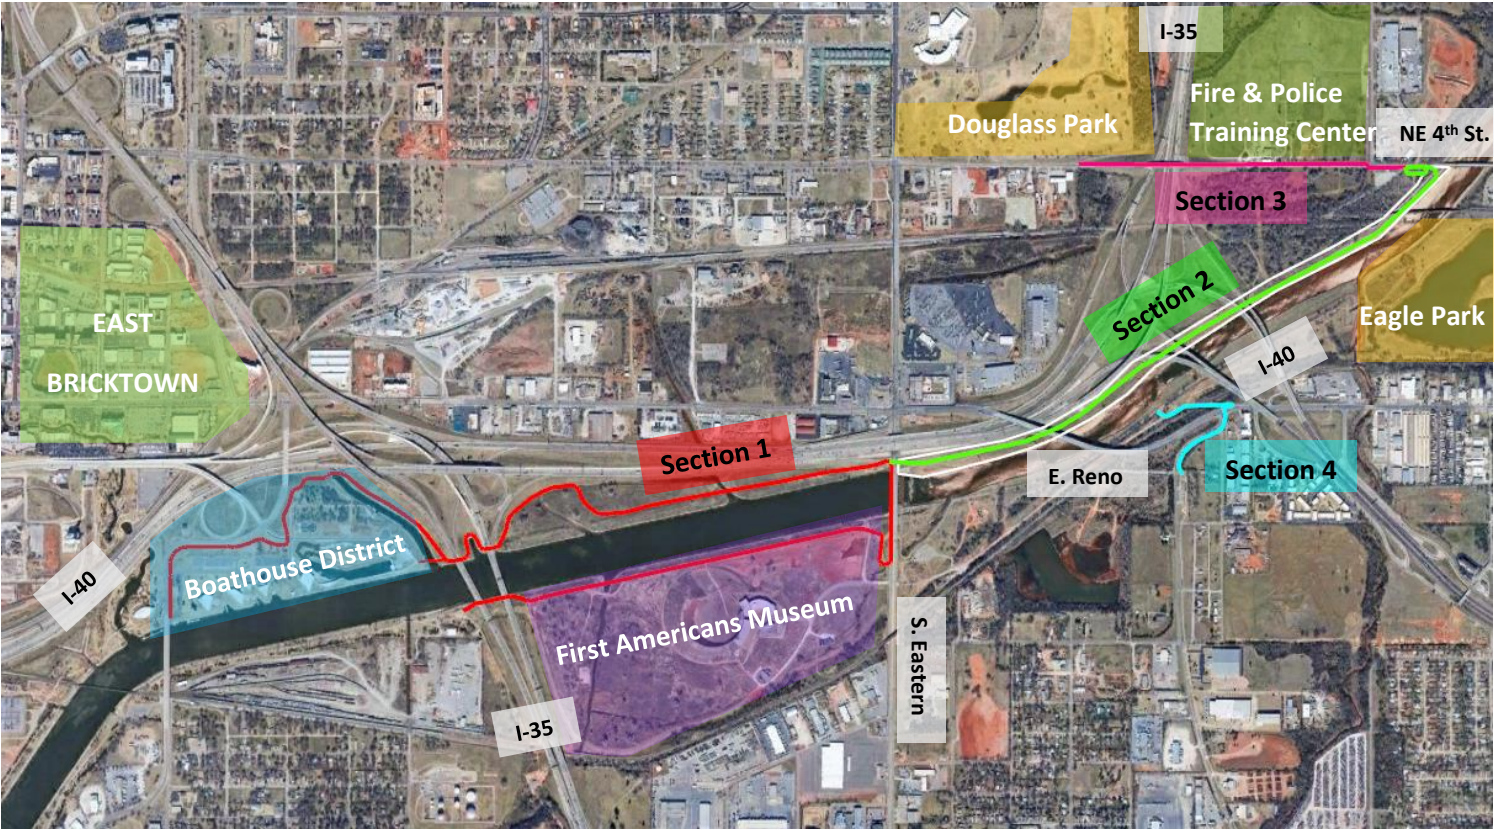 I-35
Fire & Police
Training Center
Douglass Park
NE 4th St.
Section 3
Section 2
Eagle Park
EAST
BRICKTOWN
I-40
Section 1
E. Reno
Section 4
Boathouse District
I-40
First Americans Museum
S. Eastern
I-35